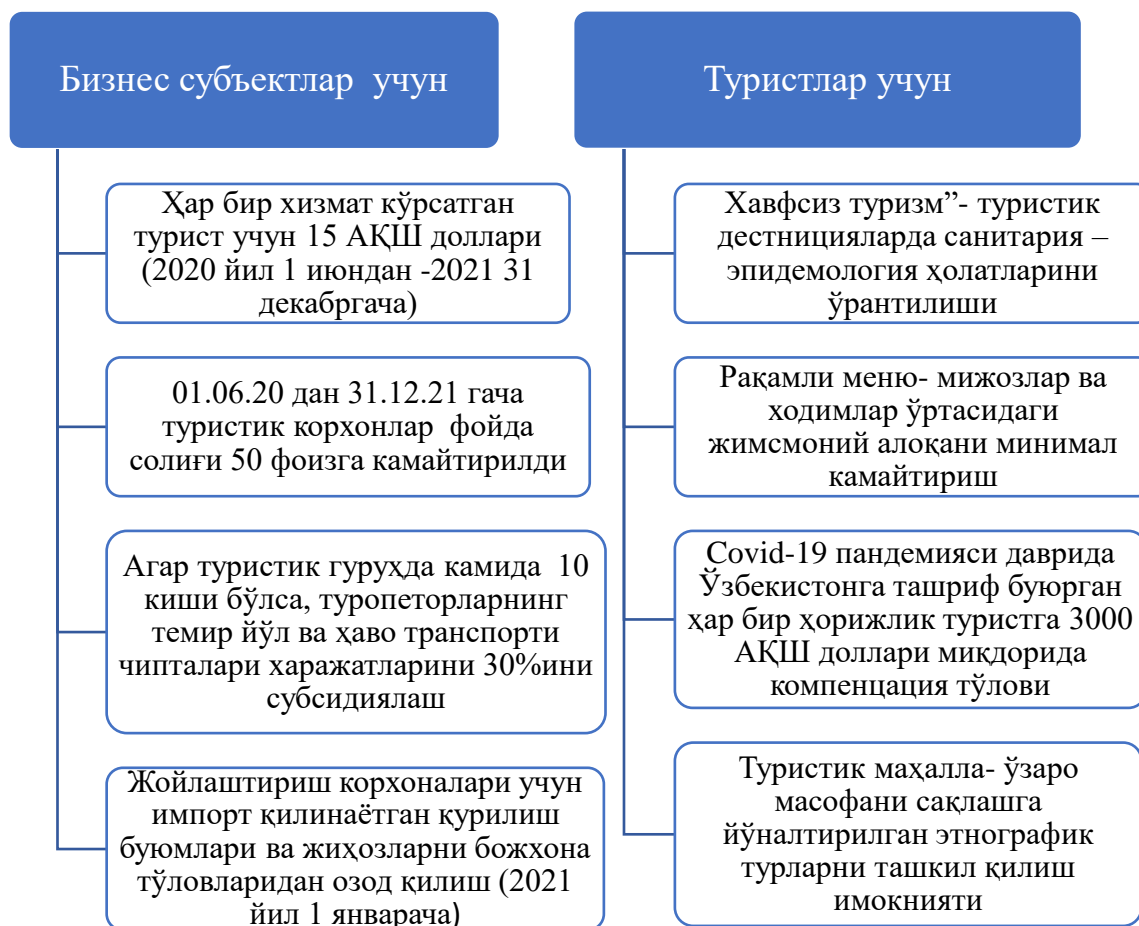 Бизнес субъектлар учун
Ҳар бир хизмат кўрсатган
турист учун 15 АҚШ доллари
(2020 йил 1 июндан -2021 31
декабргача)
01.06.20 дан 31.12.21 гача
туристик корхонлар фойда
солиғи 50 фоизга камайтирилди
Агар туристик гуруҳда камида 10
киши бўлса, туропеторларнинг
темир йўл ва ҳаво транспорти
чипталари харажатларини 30%ини
субсидиялаш
Жойлаштириш корхоналари учун
импорт қилинаётган қурилиш
буюмлари ва жиҳозларни божхона
тўловларидан озод қилиш (2021
йил 1 январача)
Туристлар учун
Хавфсиз туризм”- туристик
дестницияларда санитария –
эпидемология ҳолатларини
ўрантилиши
Рақамли меню- мижозлар ва
ходимлар ўртасидаги
жимсмоний алоқани минимал
камайтириш
Covid-19 пандемияси даврида
Ўзбекистонга ташриф буюрган
ҳар бир ҳорижлик туристга 3000
АҚШ доллари миқдорида
компенцация тўлови
Туристик маҳалла- ўзаро
масофани сақлашга
йўналтирилган этнографик
турларни ташкил қилиш
имокнияти